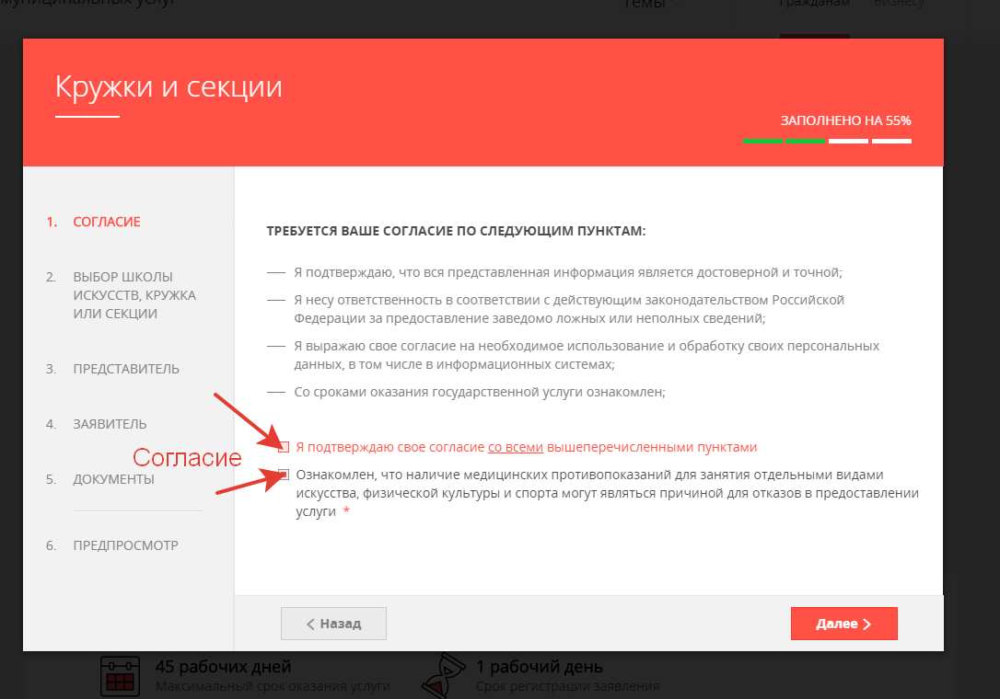 муниципальных услуг
Темы
Гражданам
Бизнесу
Кружки и секции
ЗАПОЛНЕНО НА 55%
1. СОГЛАСИЕ
2. ВЫБОР ШКОЛЫ
ИСКУССТВ, КРУЖКА
ИЛИ СЕКЦИИ
3. ПРЕДСТАВИТЕЛЬ
4. ЗАЯВИТЕЛЬ
Согласие
5. ДОКУМЕНТЫ
6. ПРЕДПРОСМОТР
ТРЕБУЕТСЯ ВАШЕ СОГЛАСИЕ ПО СЛЕДУЮЩИМ ПУНКТАМ:
— Я подтверждаю, что вся представленная информация является достоверной и точной;
— Я несу ответственность в соответствии с действующим законодательством Российской
Федерации за предоставление заведомо ложных или неполных сведений;
— Я выражаю свое согласие на необходимое использование и обработку своих персональных
данных, в том числе в информационных системах;
— Со сроками оказания государственной услуги ознакомлен;
Я подтверждаю свое согласие со всеми вышеперечисленными пунктами
Ознакомлен, что наличие медицинских противопоказаний для занятия отдельными видами
искусства, физической культуры и спорта могут являться причиной для отказов в предоставлении
услуги *
Назад
Далее
45 рабочих дней
Максимальный срок оказания услуги
1 рабочий день
Срок регистрации заявления